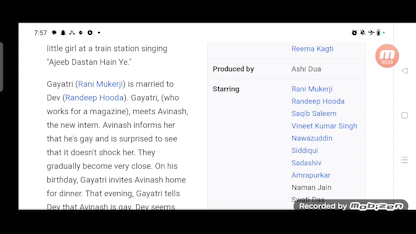 7:57
little girl at a train station singing
"Ajeeb Dastan Hain Ye."
Gayatri (Rani Mukerji) is married to
Dev (Randeep Hooda). Gayatri, (who
works for a magazine), meets Avinash,
the new intern. Avinash informs her
that he's gay and is surprised to see
that it doesn't shock her. They
gradually become very close. On his
birthday, Gayatri invites Avinash home
for dinner. That evening, Gayatri tells
Dev that Avinash is gay. Dev seems
Reema Kagti
Produced by Ashi Dua
Starring Rani Mukerji
Randeep Hooda
Saqib Saleem
Vineet Kumar Singh
Nawazuddin
Siddiqui
Sadashiv
Amrapurkar
Naman Jain
Swati Das
Recorded by Mobizen